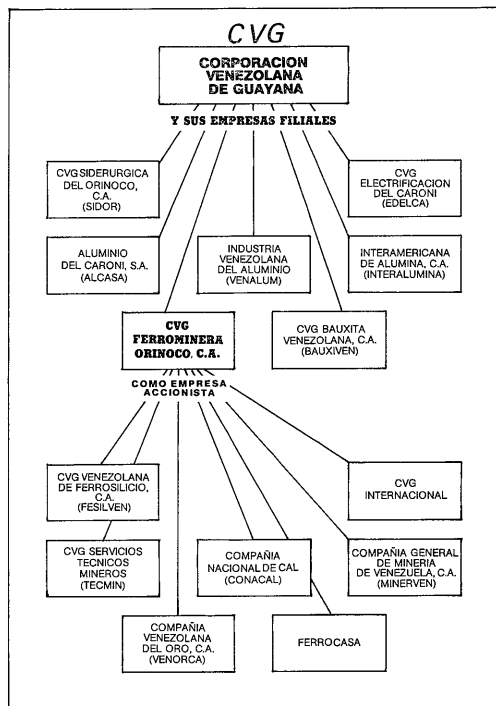 CVG
CORPORACION
VENEZOLANA
DE GUAYANA
Y SUS EMPRESAS FILIALES
CVG SIDERURGICA
DEL ORINOCO,
C.A.
(SIDOR)
CVG
ELECTRIFICACION
DEL CARONI
(EDELCA)
ALUMINIO
DEL CARONI, S.A.
(ALCASA)
INDUSTRIA
VENEZOLANA
DEL ALUMINIO
(VENALUM)
INTERAMERICANA
DE ALUMINA, C.A.
(INTERALUMINA)
CVG
FERROMINERA
ORINOCO, C.A.
CVG BAUXITA
VENEZOLANA, C.A.
(BAUXIVEN)
COMO EMPRESA
ACCIONISTA
CVG VENEZOLANA
DE FERROSILICIO,
C.A.
(FESILVEN)
CVG
INTERNACIONAL
CVG SERVICIOS
TECNICOS
MINEROS
(TECMIN)
COMPAÑIA
NACIONAL DE CAL
(CONACAL)
COMPAÑIA GENERAL
DE MINERIA
DE VENEZUELA, C.A.
(MINERVEN)
COMPAÑIA
VENEZOLANA
DEL ORO, C.A.
(VENORCA)
FERROCASA